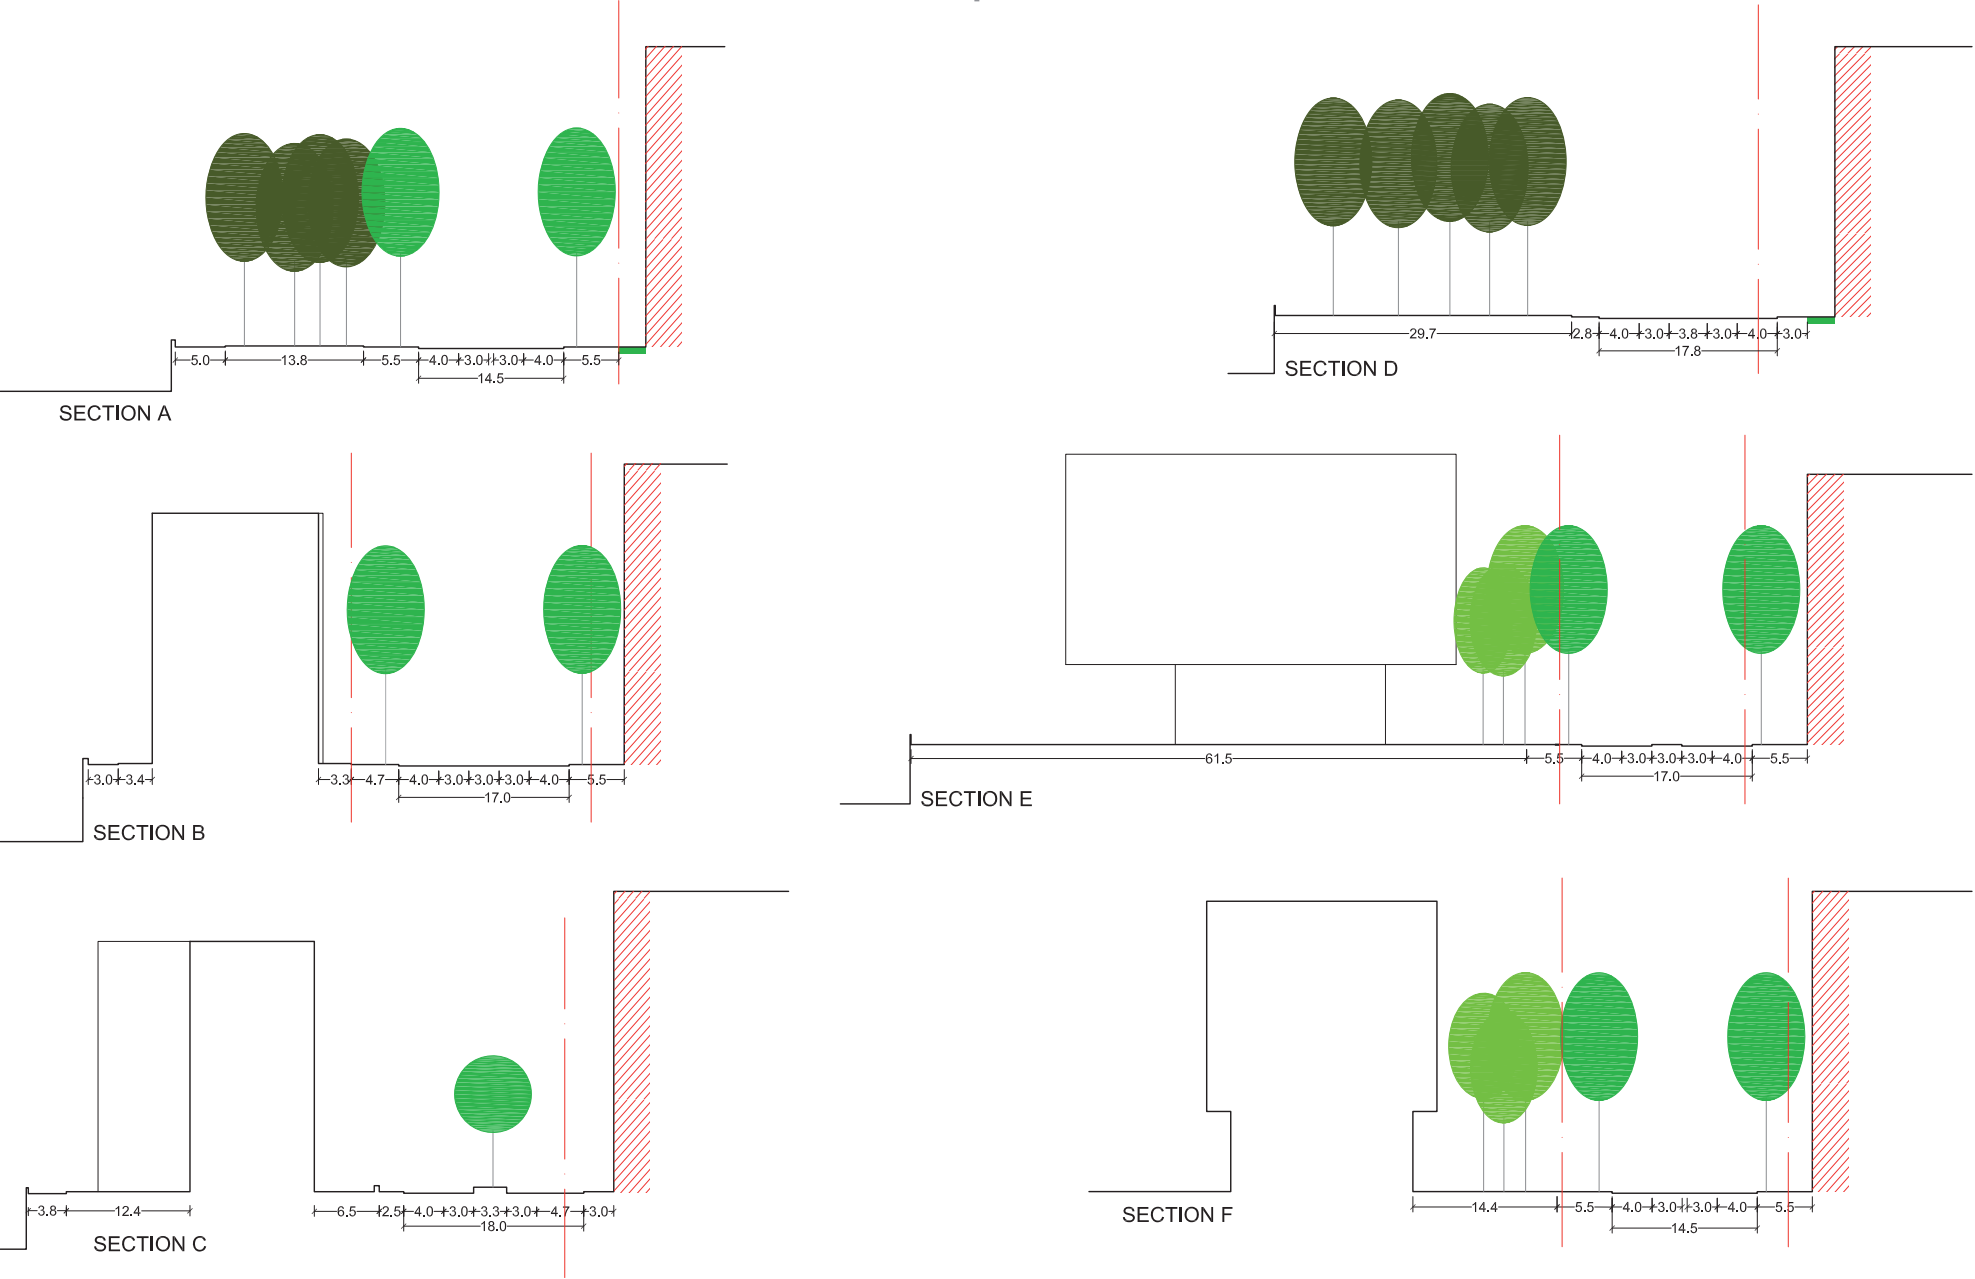 5.0 13.8 5.5 4.0 3.0 3.0 4.0 5.5
14.5
SECTION A
29.7 2.8 4.0 3.0 3.8 3.0 4.0 3.0
17.8
SECTION D
3.0 3.4 3.3 4.7 4.0 3.0 3.0 3.0 4.0 5.5
17.0
SECTION B
61.5 5.5 4.0 3.0 3.0 3.0 4.0 5.5
17.0
SECTION E
3.8 12.4 6.5 2.5 4.0 3.0 3.3 3.0 4.7 3.0
18.0
SECTION C
14.4 5.5 4.0 3.0 3.0 4.0 5.5
14.5
SECTION F